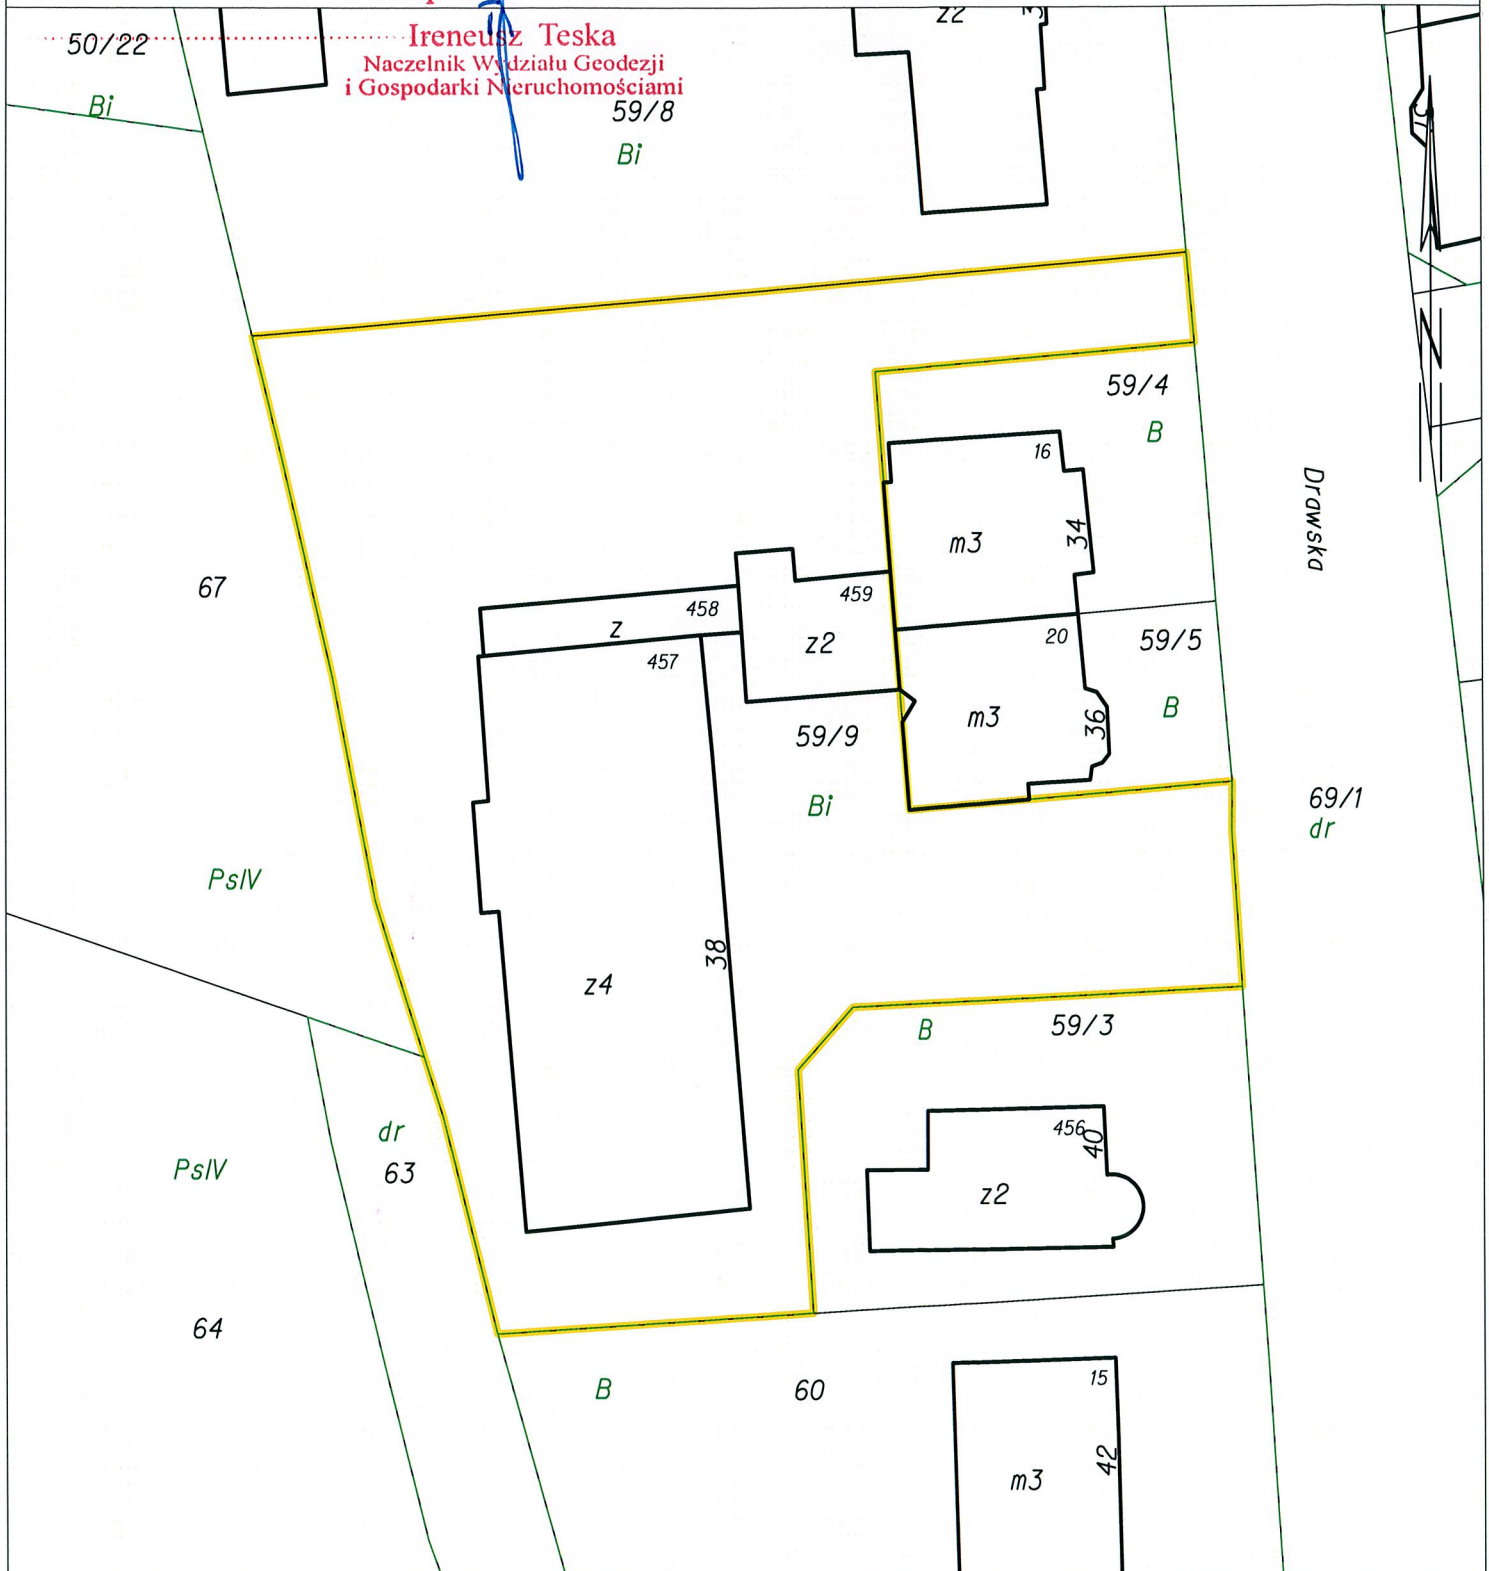 z2
50/22
Ireneusz Teska
Naczelnik Wydziału Geodezji
i Gospodarki Nieruchomościami
Bi
59/8
Bi
N
59/4
B
16
Drawska
34
m3
67
459
458
z
z2
457
20
59/5
B
m3
36
59/9
Bi
69/1
dr
PsIV
38
z4
B
59/3
dr
63
PsIV
456
40
z2
64
B
60
15
42
m3